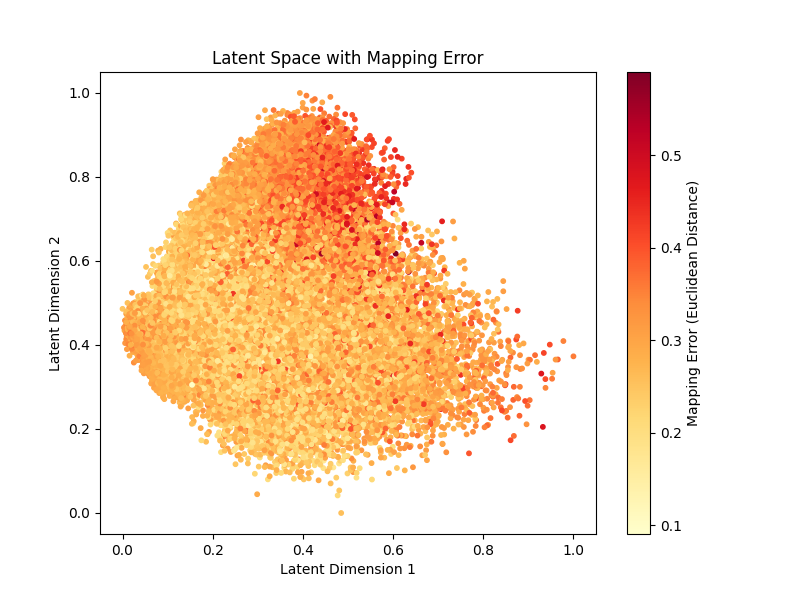 Latent Space with Mapping Error
1.0
0.8
0.6
0.4
0.2
0.0
Latent Dimension 2
0.0 0.2 0.4 0.6 0.8 1.0
Latent Dimension 1
0.5
0.4
0.3
0.2
0.1
Mapping Error (Euclidean Distance)